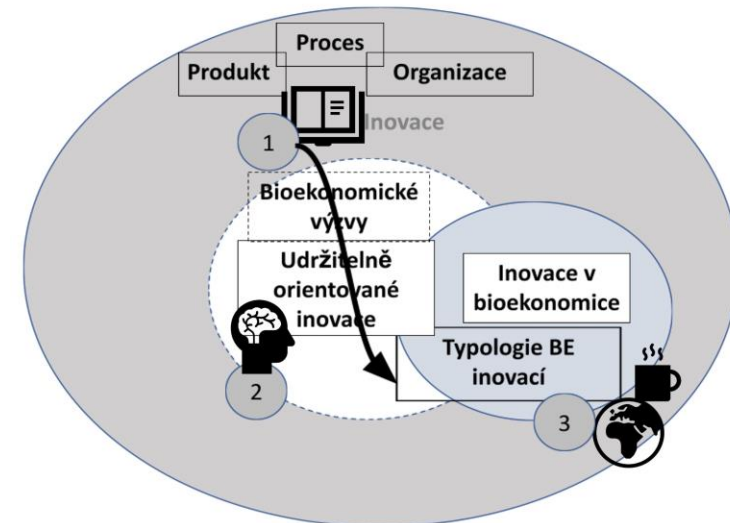 Proces
Produkt
Organizace
Inovace
1
Bioekonomické
výzvy
Udržitelně
orientované
inovace
Inovace v
bioekonomice
Typologie BE
inovací
2
3